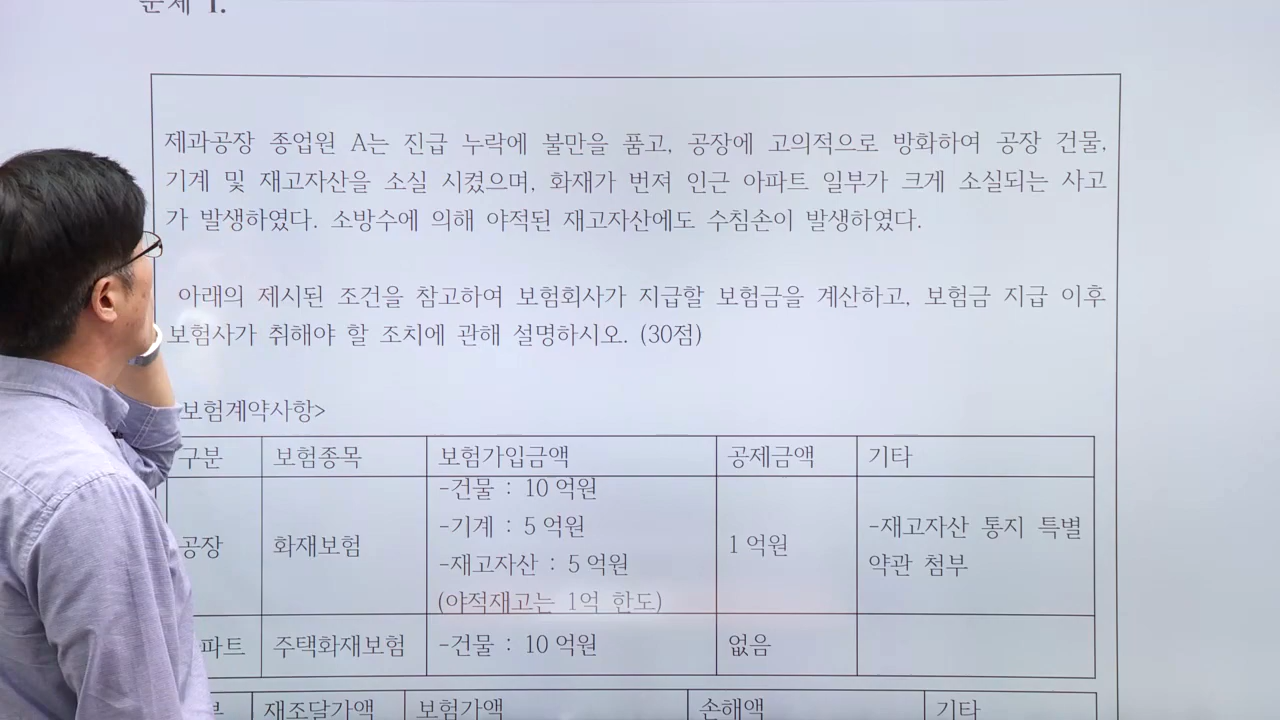 문제 1.
제과공장 종업원 A는 진급 누락에 불만을 품고, 공장에 고의적으로 방화하여 공장 건물,
기계 및 재고자산을 소실 시켰으며, 화재가 번져 인근 아파트 일부가 크게 소실되는 사고
가 발생하였다. 소방수에 의해 야적된 재고자산에도 수침손이 발생하였다.
아래의 제시된 조건을 참고하여 보험회사가 지급할 보험금을 계산하고, 보험금 지급 이후
보험사가 취해야 할 조치에 관해 설명하시오. (30점)
보험계약사항>
구분 보험종목 보험가입금액 공제금액 기타
공장 화재보험 -건물 : 10억원 1억원 -재고자산 통지 특별
-기계 : 5억원 약관 첨부
-재고자산 : 5억원
(야적재고는 1억 한도)
파트 주택화재보험 -건물 : 10억원 없음
재조달가액 보험가액 손해액 기타